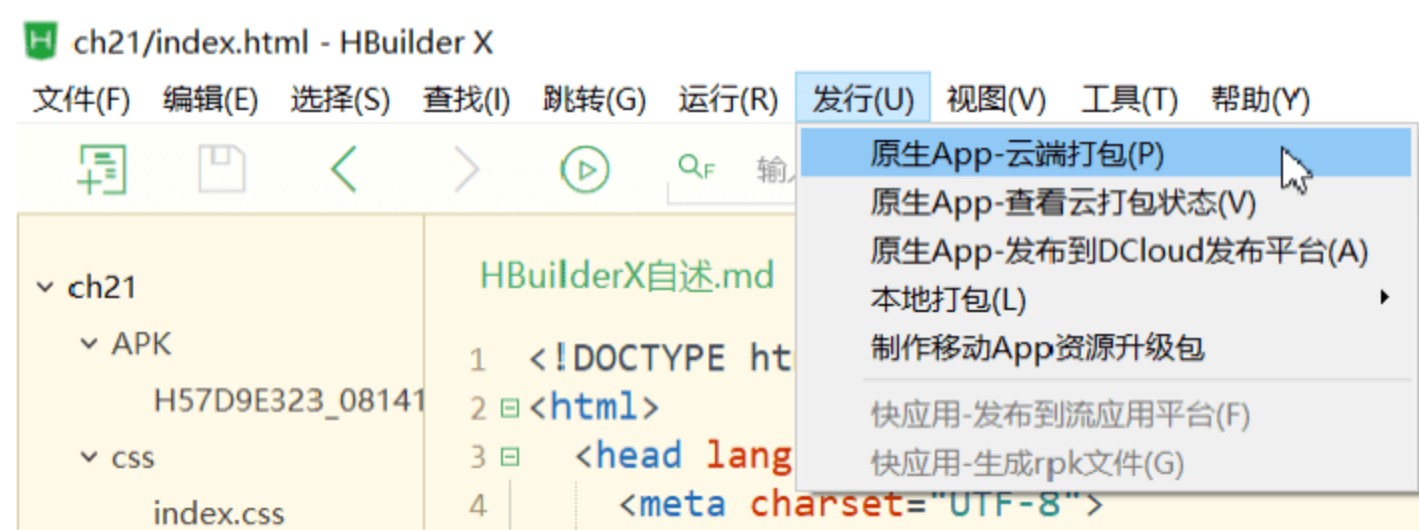 ch21/index.html - HBuilder X
文件(F) 编辑(E) 选择(S) 查找(I) 跳转(G) 运行(R) 发行(U) 视图(V) 工具(T) 帮助(Y)
F 输
原生App-云端打包(P)
原生App-查看云打包状态(V)
原生App-发布到DCloud发布平台(A)
本地打包(L)
制作移动App资源升级包
快应用-发布到流应用平台(F)
快应用-生成rpk文件(G)
ch21
APK
H57D9E323_08141
css
index.css
HBuilderX自述.md
1 <!DOCTYPE ht
2 <html>
3 <head lang
4 <meta charset="UTF-8">